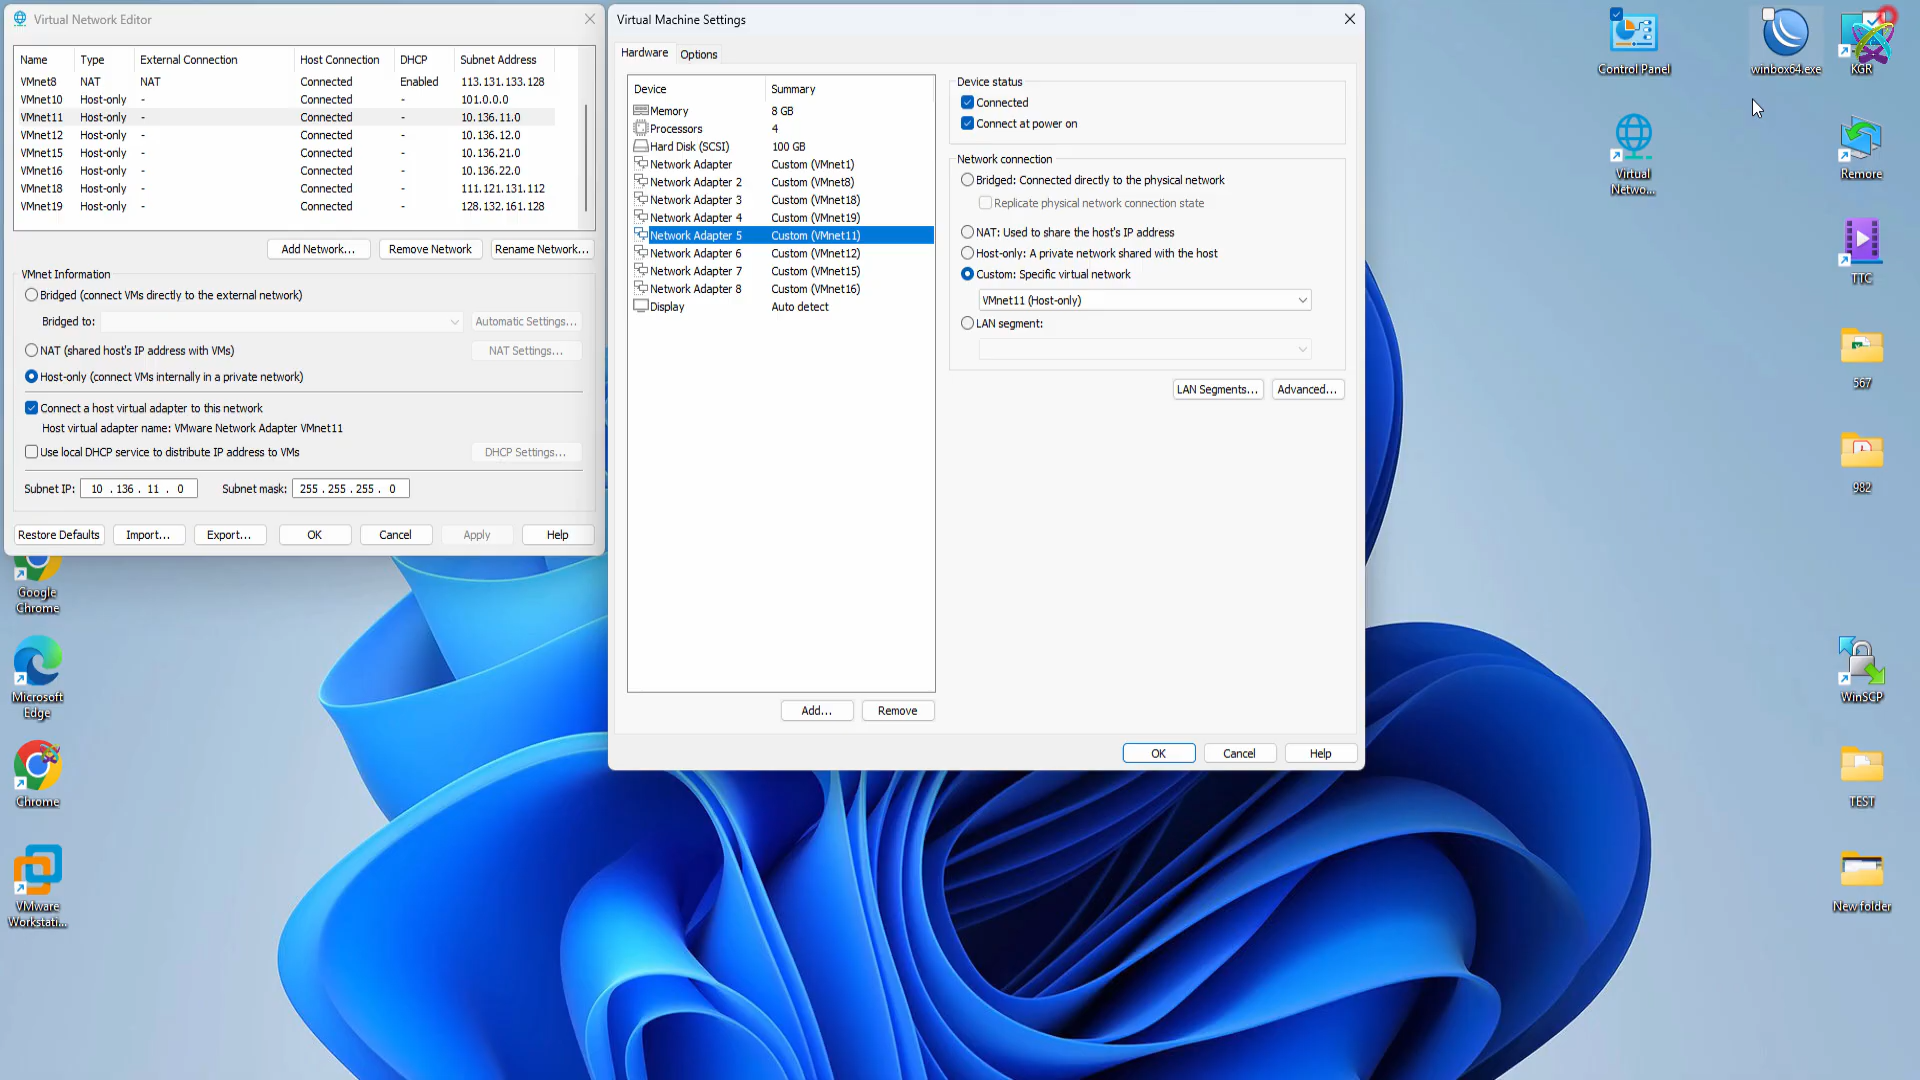 Virtual Network Editor
Name Type External Connection Host Connection DHCP Subnet Address
VMnet8 NAT NAT Connected Enabled 113.131.133.128
VMnet10 Host-only - Connected - 101.0.0.0
VMnet11 Host-only - Connected - 10.136.11.0
VMnet12 Host-only - Connected - 10.136.12.0
VMnet15 Host-only - Connected - 10.136.21.0
VMnet16 Host-only - Connected - 10.136.22.0
VMnet18 Host-only - Connected - 111.121.131.112
VMnet19 Host-only - Connected - 128.132.161.128
Add Network... Remove Network Rename Network...
VMnet Information
Bridged (connect VMs directly to the external network)
Bridged to: Automatic Settings...
NAT (shared host's IP address with VMs) NAT Settings...
Host-only (connect VMs internally in a private network)
Connect a host virtual adapter to this network
Host virtual adapter name: VMware Network Adapter VMnet11
Use local DHCP service to distribute IP address to VMs DHCP Settings...
Subnet IP: 10 . 136 . 11 . 0 Subnet mask: 255 . 255 . 255 . 0
Restore Defaults Import... Export... OK Cancel Apply Help
Virtual Machine Settings
Hardware Options
Device Summary
Memory 8 GB
Processors 4
Hard Disk (SCSI) 100 GB
Network Adapter Custom (VMnet1)
Network Adapter 2 Custom (VMnet8)
Network Adapter 3 Custom (VMnet18)
Network Adapter 4 Custom (VMnet19)
Network Adapter 5 Custom (VMnet11)
Network Adapter 6 Custom (VMnet12)
Network Adapter 7 Custom (VMnet15)
Network Adapter 8 Custom (VMnet16)
Display Auto detect
Add... Remove
Device status
Connected
Connect at power on
Network connection
Bridged: Connected directly to the physical network
Replicate physical network connection state
NAT: Used to share the host's IP address
Host-only: A private network shared with the host
Custom: Specific virtual network
VMnet11 (Host-only)
LAN segment:
LAN Segments... Advanced...
OK Cancel Help
Control Panel
winbox64.exe
KGR
Virtual
Netwo...
Remore
TTC
567
982
WinSCP
TEST
New folder
Google
Chrome
Microsoft
Edge
Chrome
VMware
Workstati...